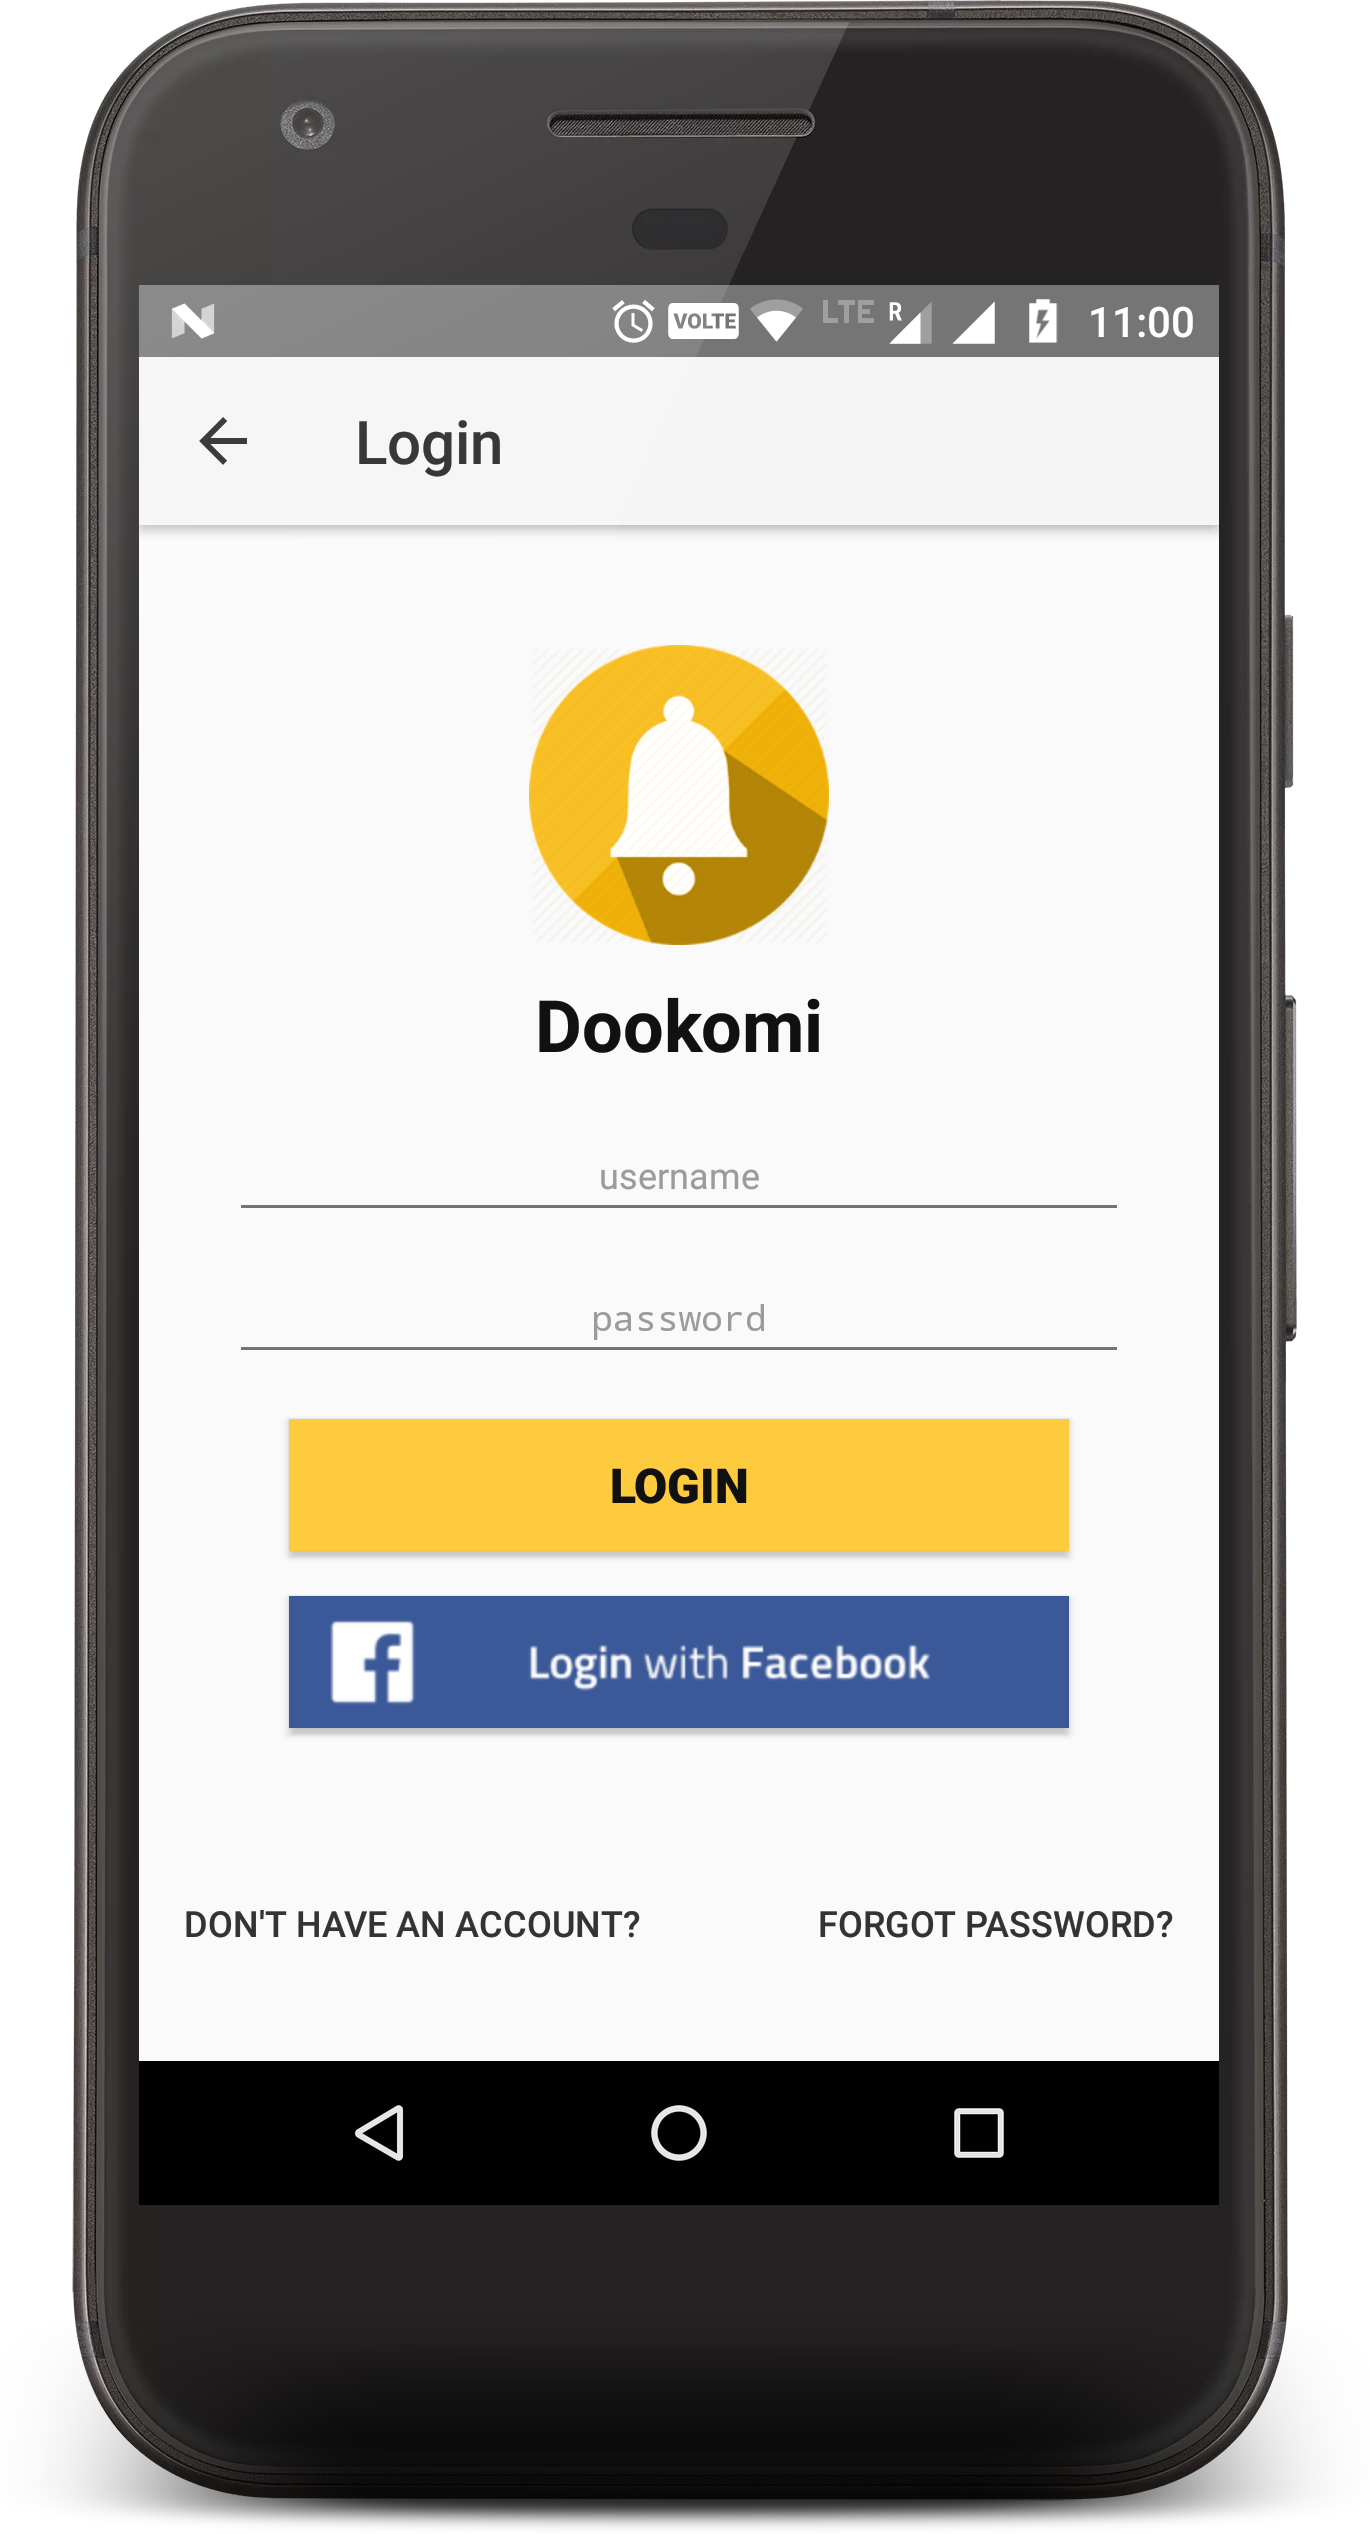 VOLTE LTE R 11:00
Login
Dookomi
username
password
LOGIN
Login with Facebook
DON'T HAVE AN ACCOUNT? FORGOT PASSWORD?